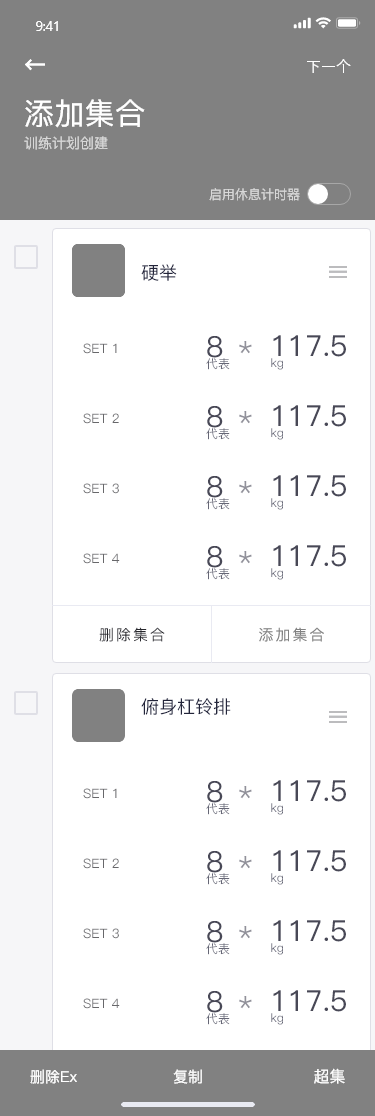 9:41
下一个
添加集合
训练计划创建
启用休息计时器
硬举
SET 1 8 * 117.5
代表 kg
SET 2 8 * 117.5
代表 kg
SET 3 8 * 117.5
代表 kg
SET 4 8 * 117.5
代表 kg
删除集合 添加集合
俯身杠铃排
SET 1 8 * 117.5
代表 kg
SET 2 8 * 117.5
代表 kg
SET 3 8 * 117.5
代表 kg
SET 4 8 * 117.5
代表 kg
删除Ex 复制 超集